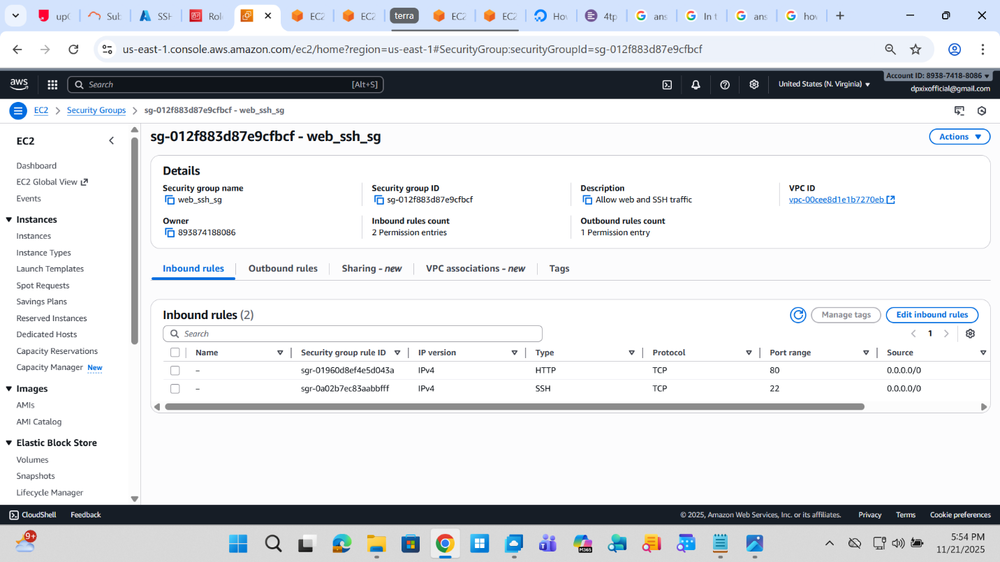 upG
Sub
SSH
Role
EC2
EC2
terra
EC2
EC2
How
4tp
ans
In t
ans
how
us-east-1.console.aws.amazon.com/ec2/home?region=us-east-1#SecurityGroup:securityGroupId=sg-012f883d87e9cfbcf
aws
Search
[Alt+S]
United States (N. Virginia)
Account ID: 8938-7418-8086
dpxixofficial@gmail.com
EC2
Security Groups
sg-012f883d87e9cfbcf - web_ssh_sg
EC2
Dashboard
EC2 Global View
Events
Instances
Instances
Instance Types
Launch Templates
Spot Requests
Savings Plans
Reserved Instances
Dedicated Hosts
Capacity Reservations
Capacity Manager New
Images
AMIs
AMI Catalog
Elastic Block Store
Volumes
Snapshots
Lifecycle Manager
sg-012f883d87e9cfbcf - web_ssh_sg
Actions
Details
Security group name
web_ssh_sg
Security group ID
sg-012f883d87e9cfbcf
Description
Allow web and SSH traffic
VPC ID
vpc-00cee8d1e1b7270eb
Owner
893874188086
Inbound rules count
2 Permission entries
Outbound rules count
1 Permission entry
Inbound rules
Outbound rules
Sharing - new
VPC associations - new
Tags
Inbound rules (2)
Manage tags
Edit inbound rules
Search
1
Name Security group rule ID IP version Type Protocol Port range Source
– sgr-01960d8ef4e5d043a IPv4 HTTP TCP 80 0.0.0.0/0
– sgr-0a02b7ec83aabbfff IPv4 SSH TCP 22 0.0.0.0/0
CloudShell
Feedback
© 2025, Amazon Web Services, Inc. or its affiliates.
Privacy
Terms
Cookie preferences
9+
M365
5:54 PM
11/21/2025